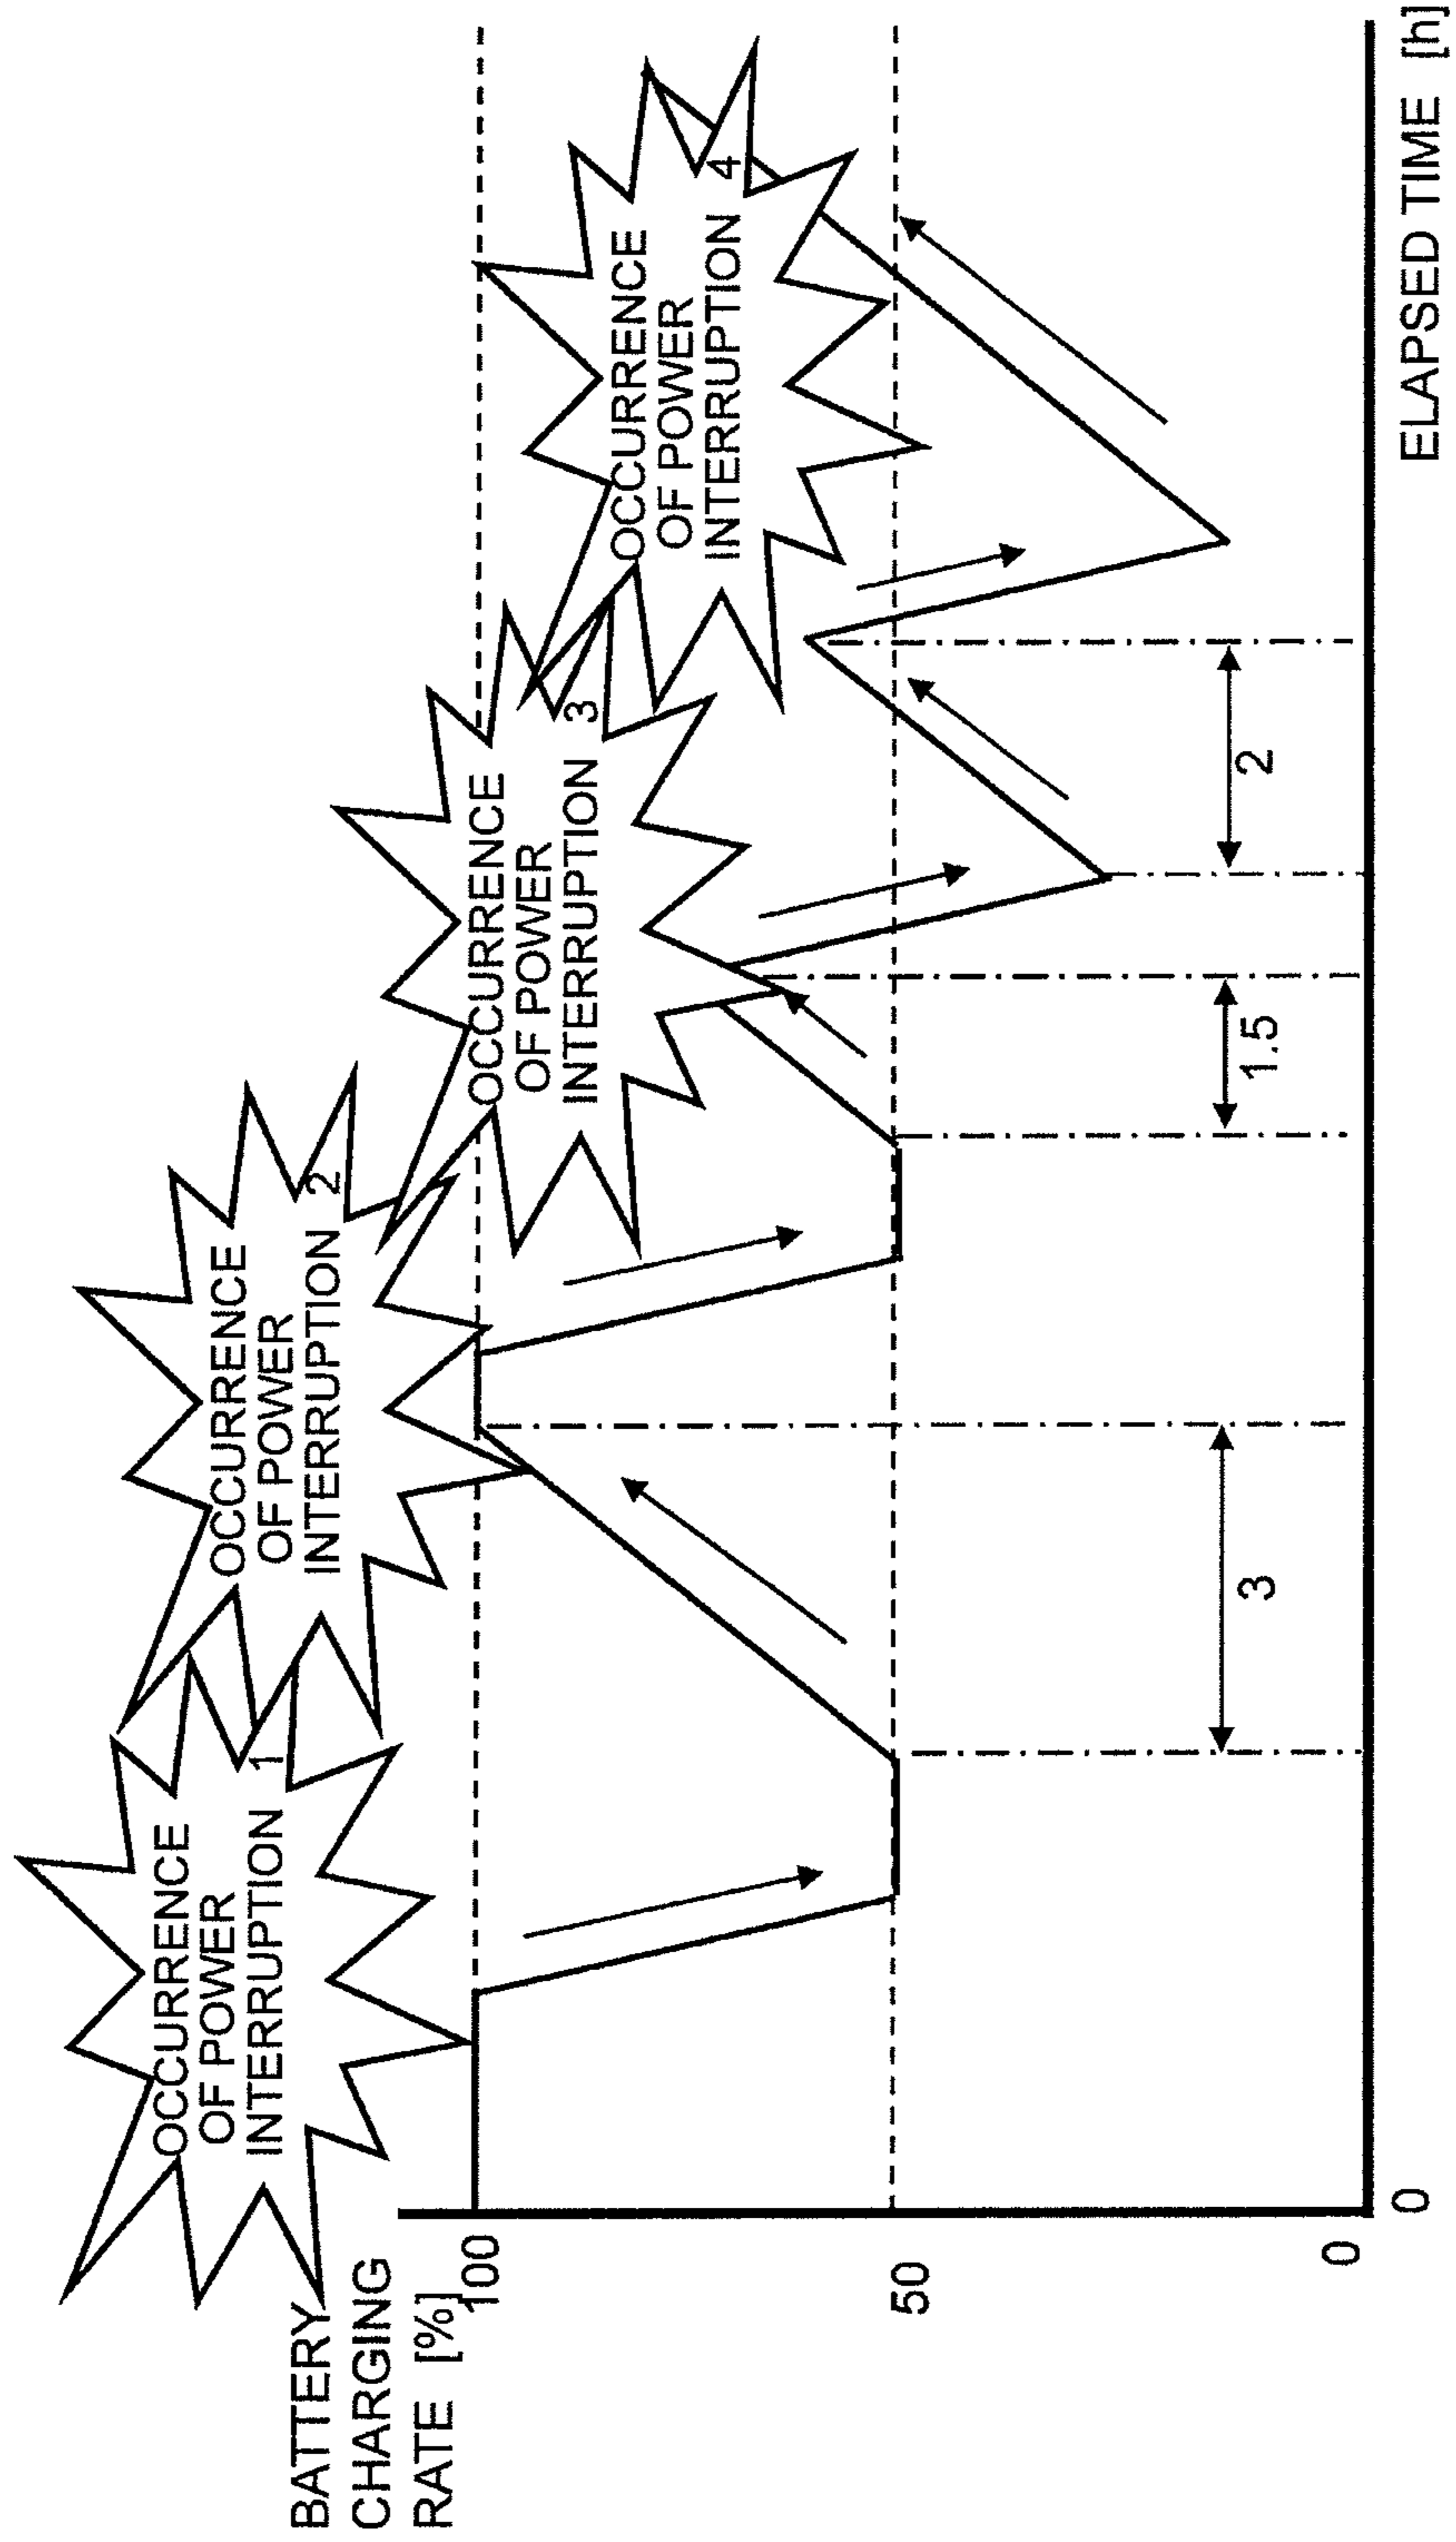 BATTERY
CHARGING
RATE [%]
100
50
0
0
OCCURRENCE
OF POWER
INTERRUPTION 1
OCCURRENCE
OF POWER
INTERRUPTION 2
OCCURRENCE
OF POWER
INTERRUPTION 3
OCCURRENCE
OF POWER
INTERRUPTION 4
3
1.5
2
ELAPSED TIME [h]